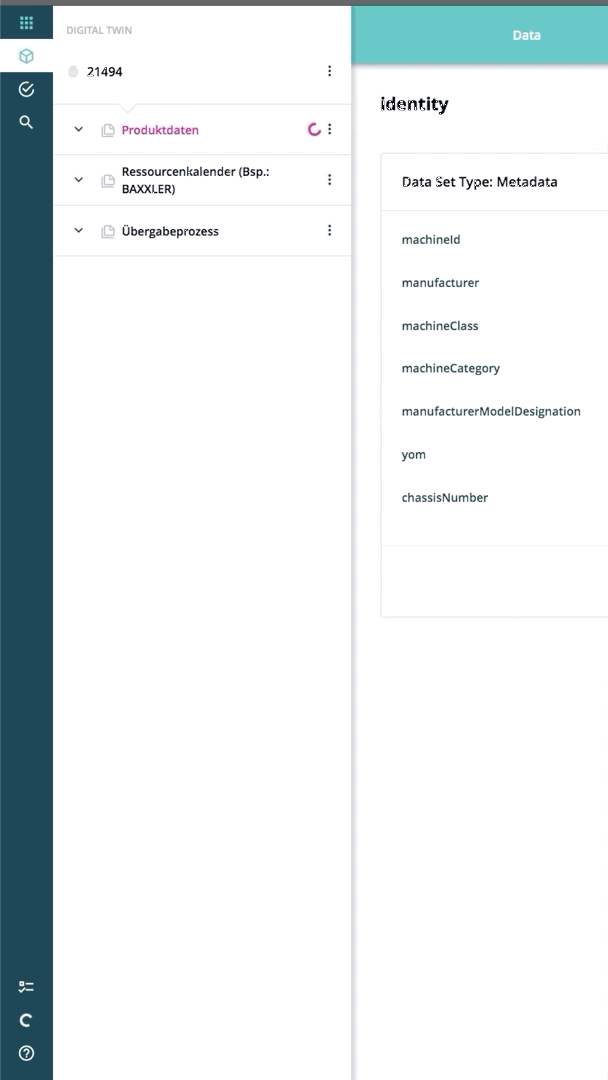 DIGITAL TWIN
21494
Produktdaten
Ressourcenkalender (Bsp.:
BAXXLER)
Übergabeprozess
Data
identity
Data Set Type: Metadata
machineId
manufacturer
machineClass
machineCategory
manufacturerModelDesignation
yom
chassisNumber